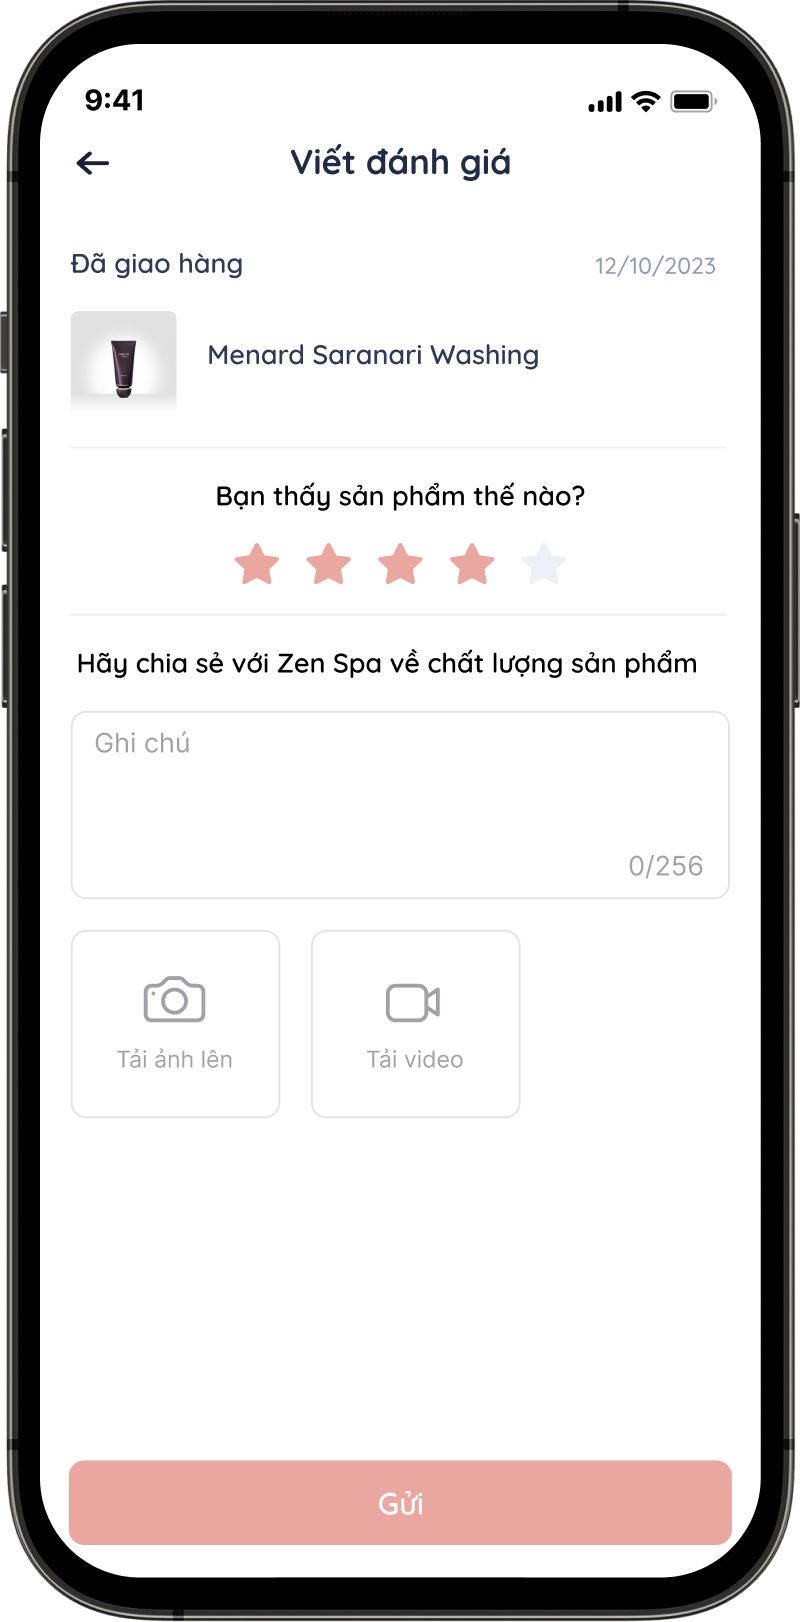 9:41
Viết đánh giá
Đã giao hàng
12/10/2023
Menard Saranari Washing
Bạn thấy sản phẩm thế nào?
Hãy chia sẻ với Zen Spa về chất lượng sản phẩm
Ghi chú
0/256
Tải ảnh lên
Tải video
Gửi